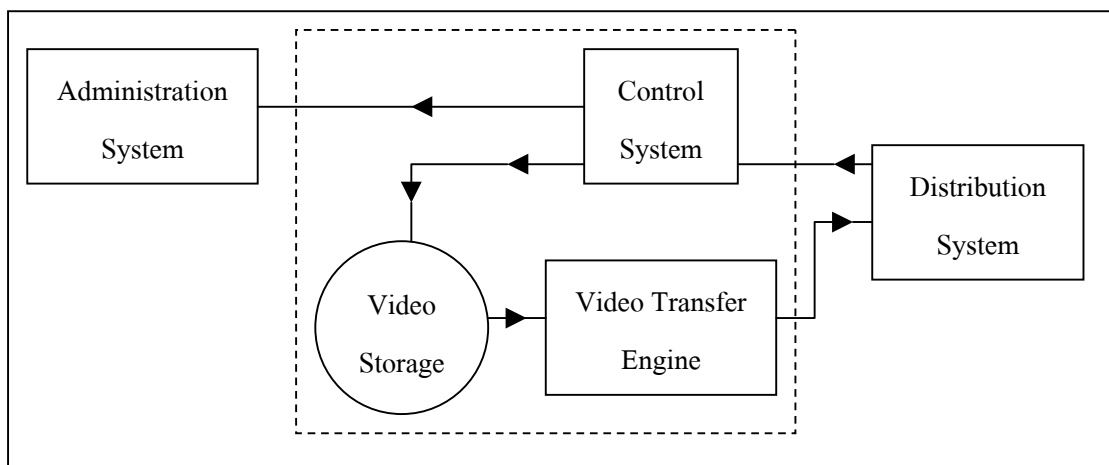 Administration
System
Control
System
Distribution
System
Video
Storage
Video Transfer
Engine